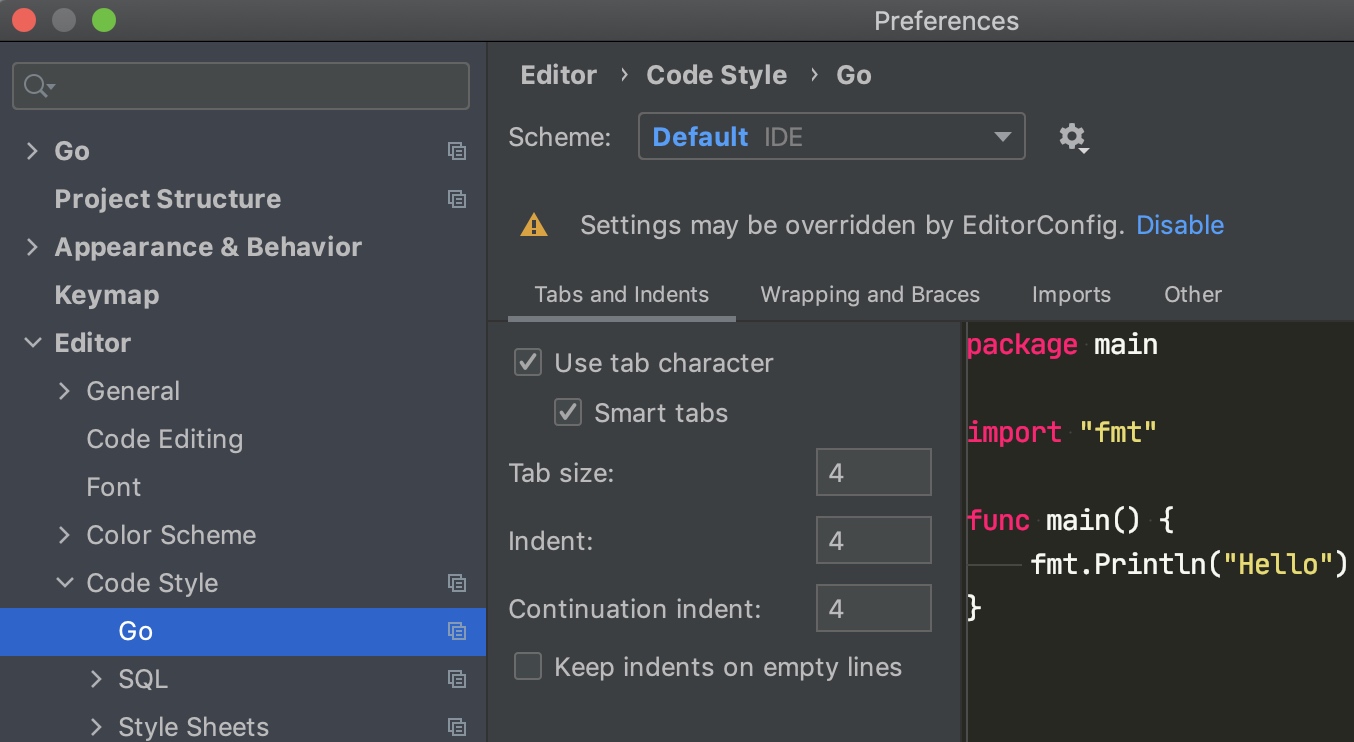 Preferences
Go
Project Structure
Appearance & Behavior
Keymap
Editor
General
Code Editing
Font
Color Scheme
Code Style
Go
SQL
Style Sheets
Editor › Code Style › Go
Scheme: Default IDE
Settings may be overridden by EditorConfig. Disable
Tabs and Indents Wrapping and Braces Imports Other
Use tab character
Smart tabs
Tab size: 4
Indent: 4
Continuation indent: 4
Keep indents on empty lines
package main
import "fmt"
func main() {
fmt.Println("Hello")
}